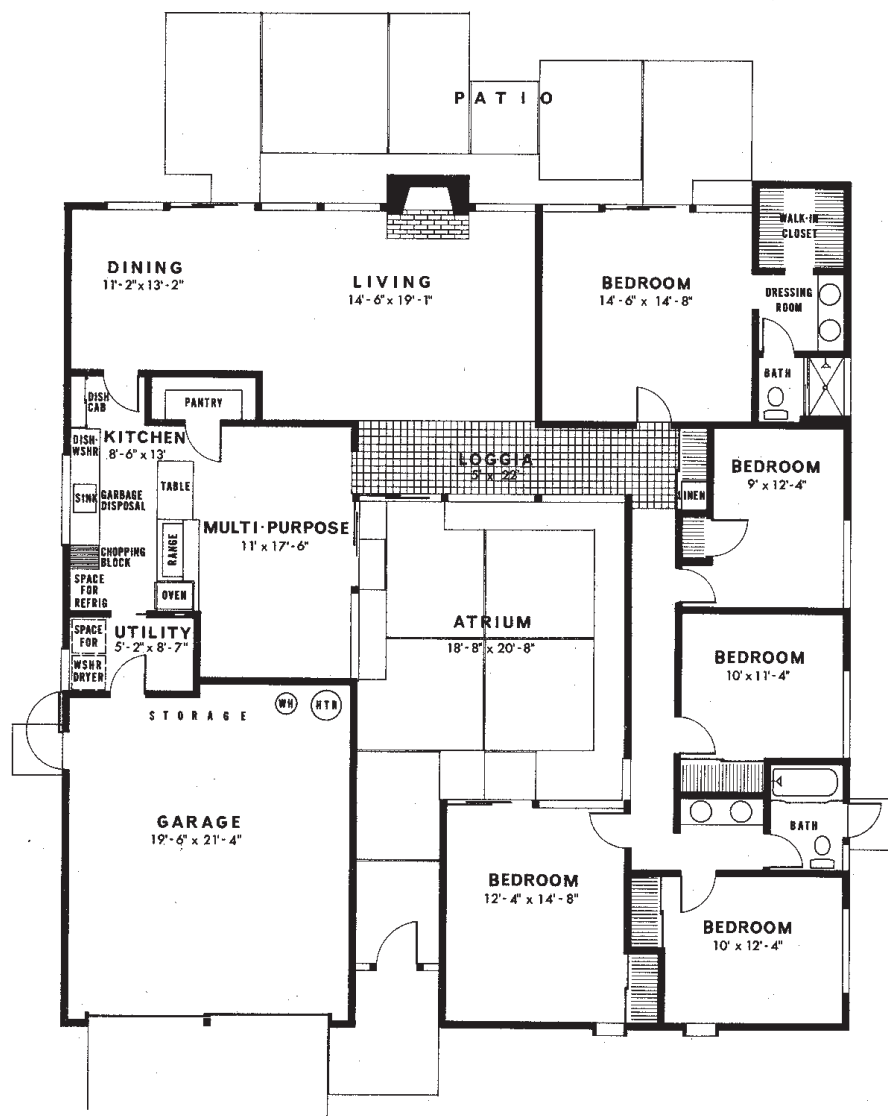 PATIO
WALK-IN
CLOSET
DINING
11'-2" x 13'-2"
LIVING
14'-6" x 19'-1"
BEDROOM
14'-6" x 14'-8"
DRESSING
ROOM
BATH
DISH
CAB
PANTRY
KITCHEN
8'-6" x 13'
DISH-
WSHR
SINK
GARBAGE
DISPOSAL
TABLE
CHOPPING
BLOCK
RANGE
SPACE
FOR
REFRIG
OVEN
MULTI-PURPOSE
11' x 17'-6"
LOGGIA
5' x 22'
LINEN
BEDROOM
9' x 12'-4"
ATRIUM
18'-8" x 20'-8"
UTILITY
5'-2" x 8'-7"
SPACE
FOR
WSHR
DRYER
BEDROOM
10' x 11'-4"
STORAGE
WH
HTR
GARAGE
19'-6" x 21'-4"
BATH
BEDROOM
12'-4" x 14'-8"
BEDROOM
10' x 12'-4"